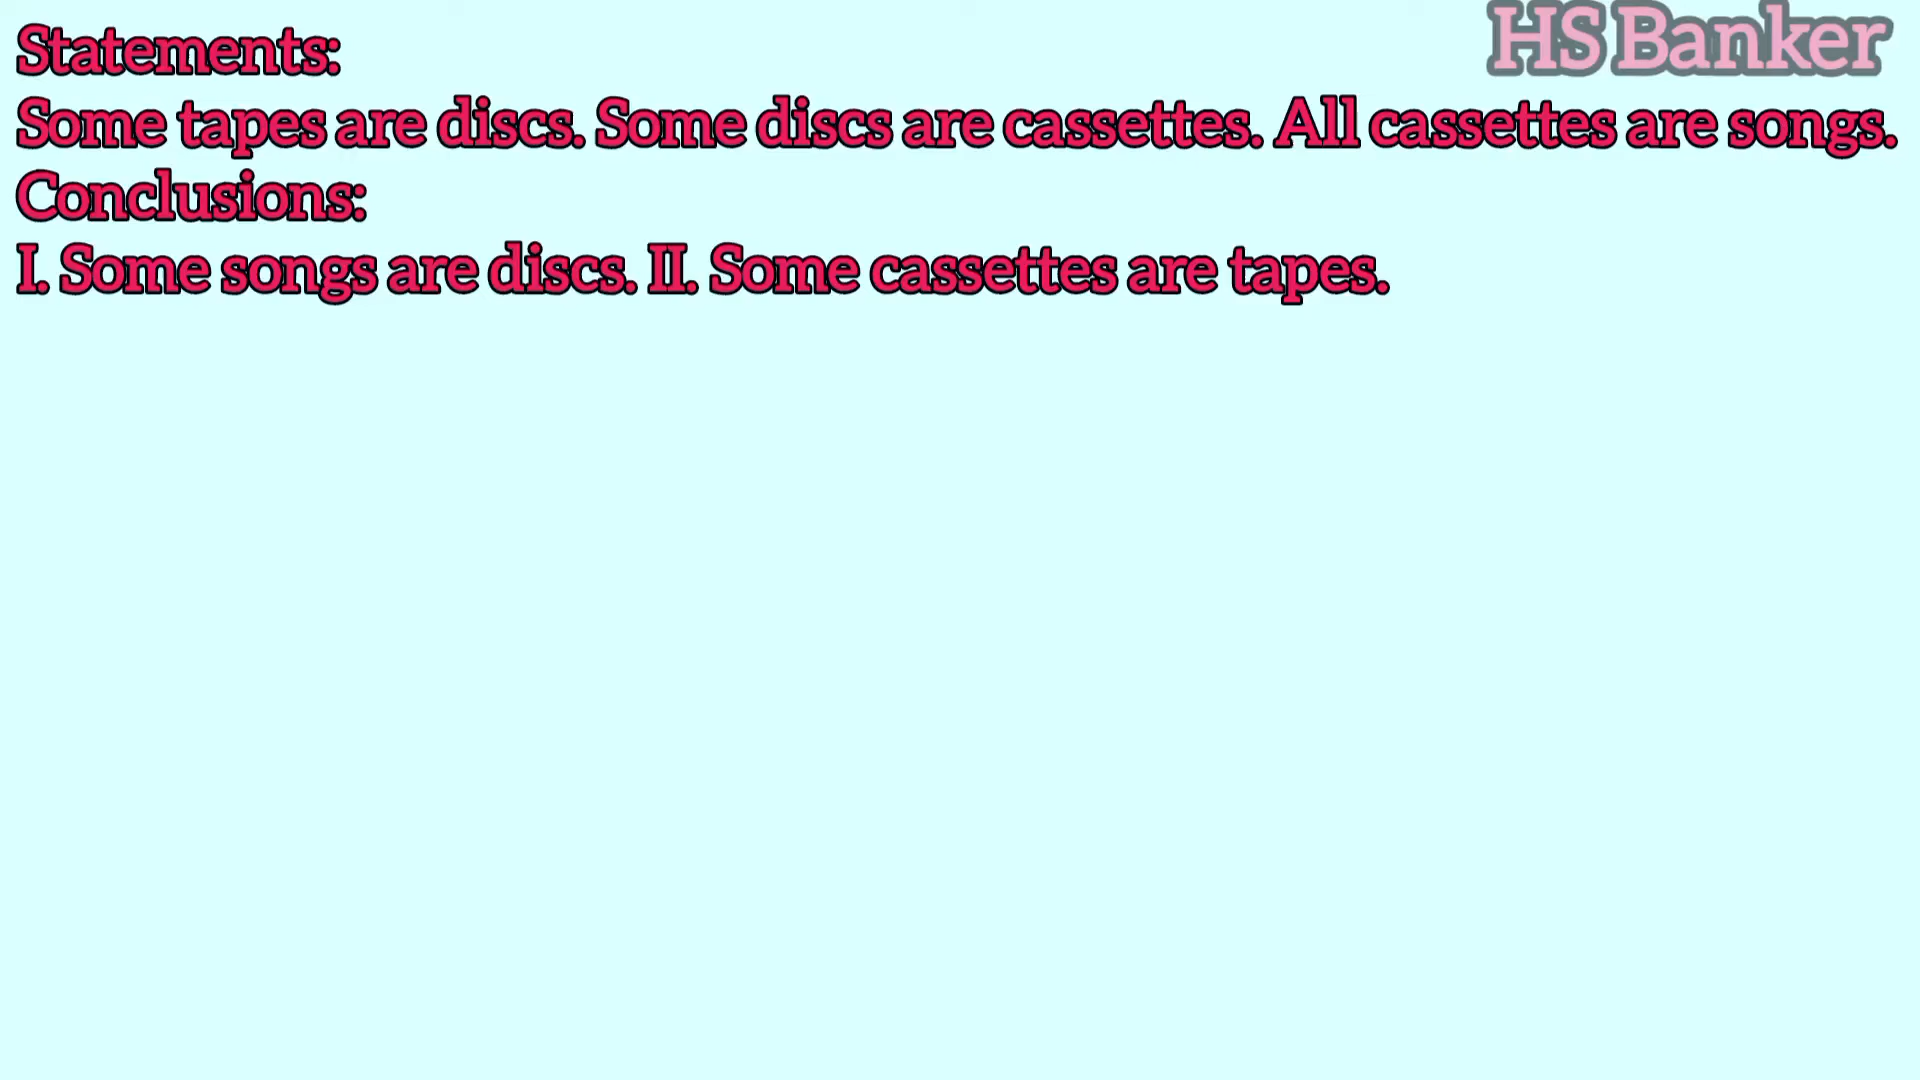 HS Banker
Statements:
Some tapes are discs. Some discs are cassettes. All cassettes are songs.
Conclusions:
I. Some songs are discs. II. Some cassettes are tapes.